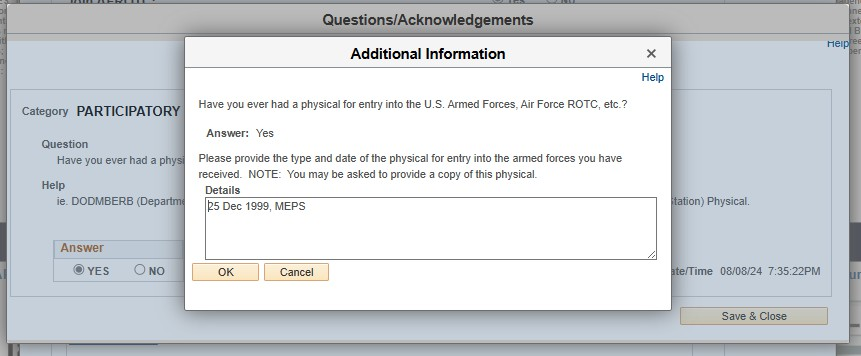 Yes No
Questions/Acknowledgements
Help
Additional Information
Help
Category PARTICIPATORY
Have you ever had a physical for entry into the U.S. Armed Forces, Air Force ROTC, etc.?
Answer: Yes
Question
Have you ever had a physi
Please provide the type and date of the physical for entry into the armed forces you have
received. NOTE: You may be asked to provide a copy of this physical.
Help
Details
ie. DODMBERB (Departme
25 Dec 1999, MEPS
Station) Physical.
Answer
YES NO
OK Cancel
ate/Time 08/08/24 7:35:22PM
Save & Close